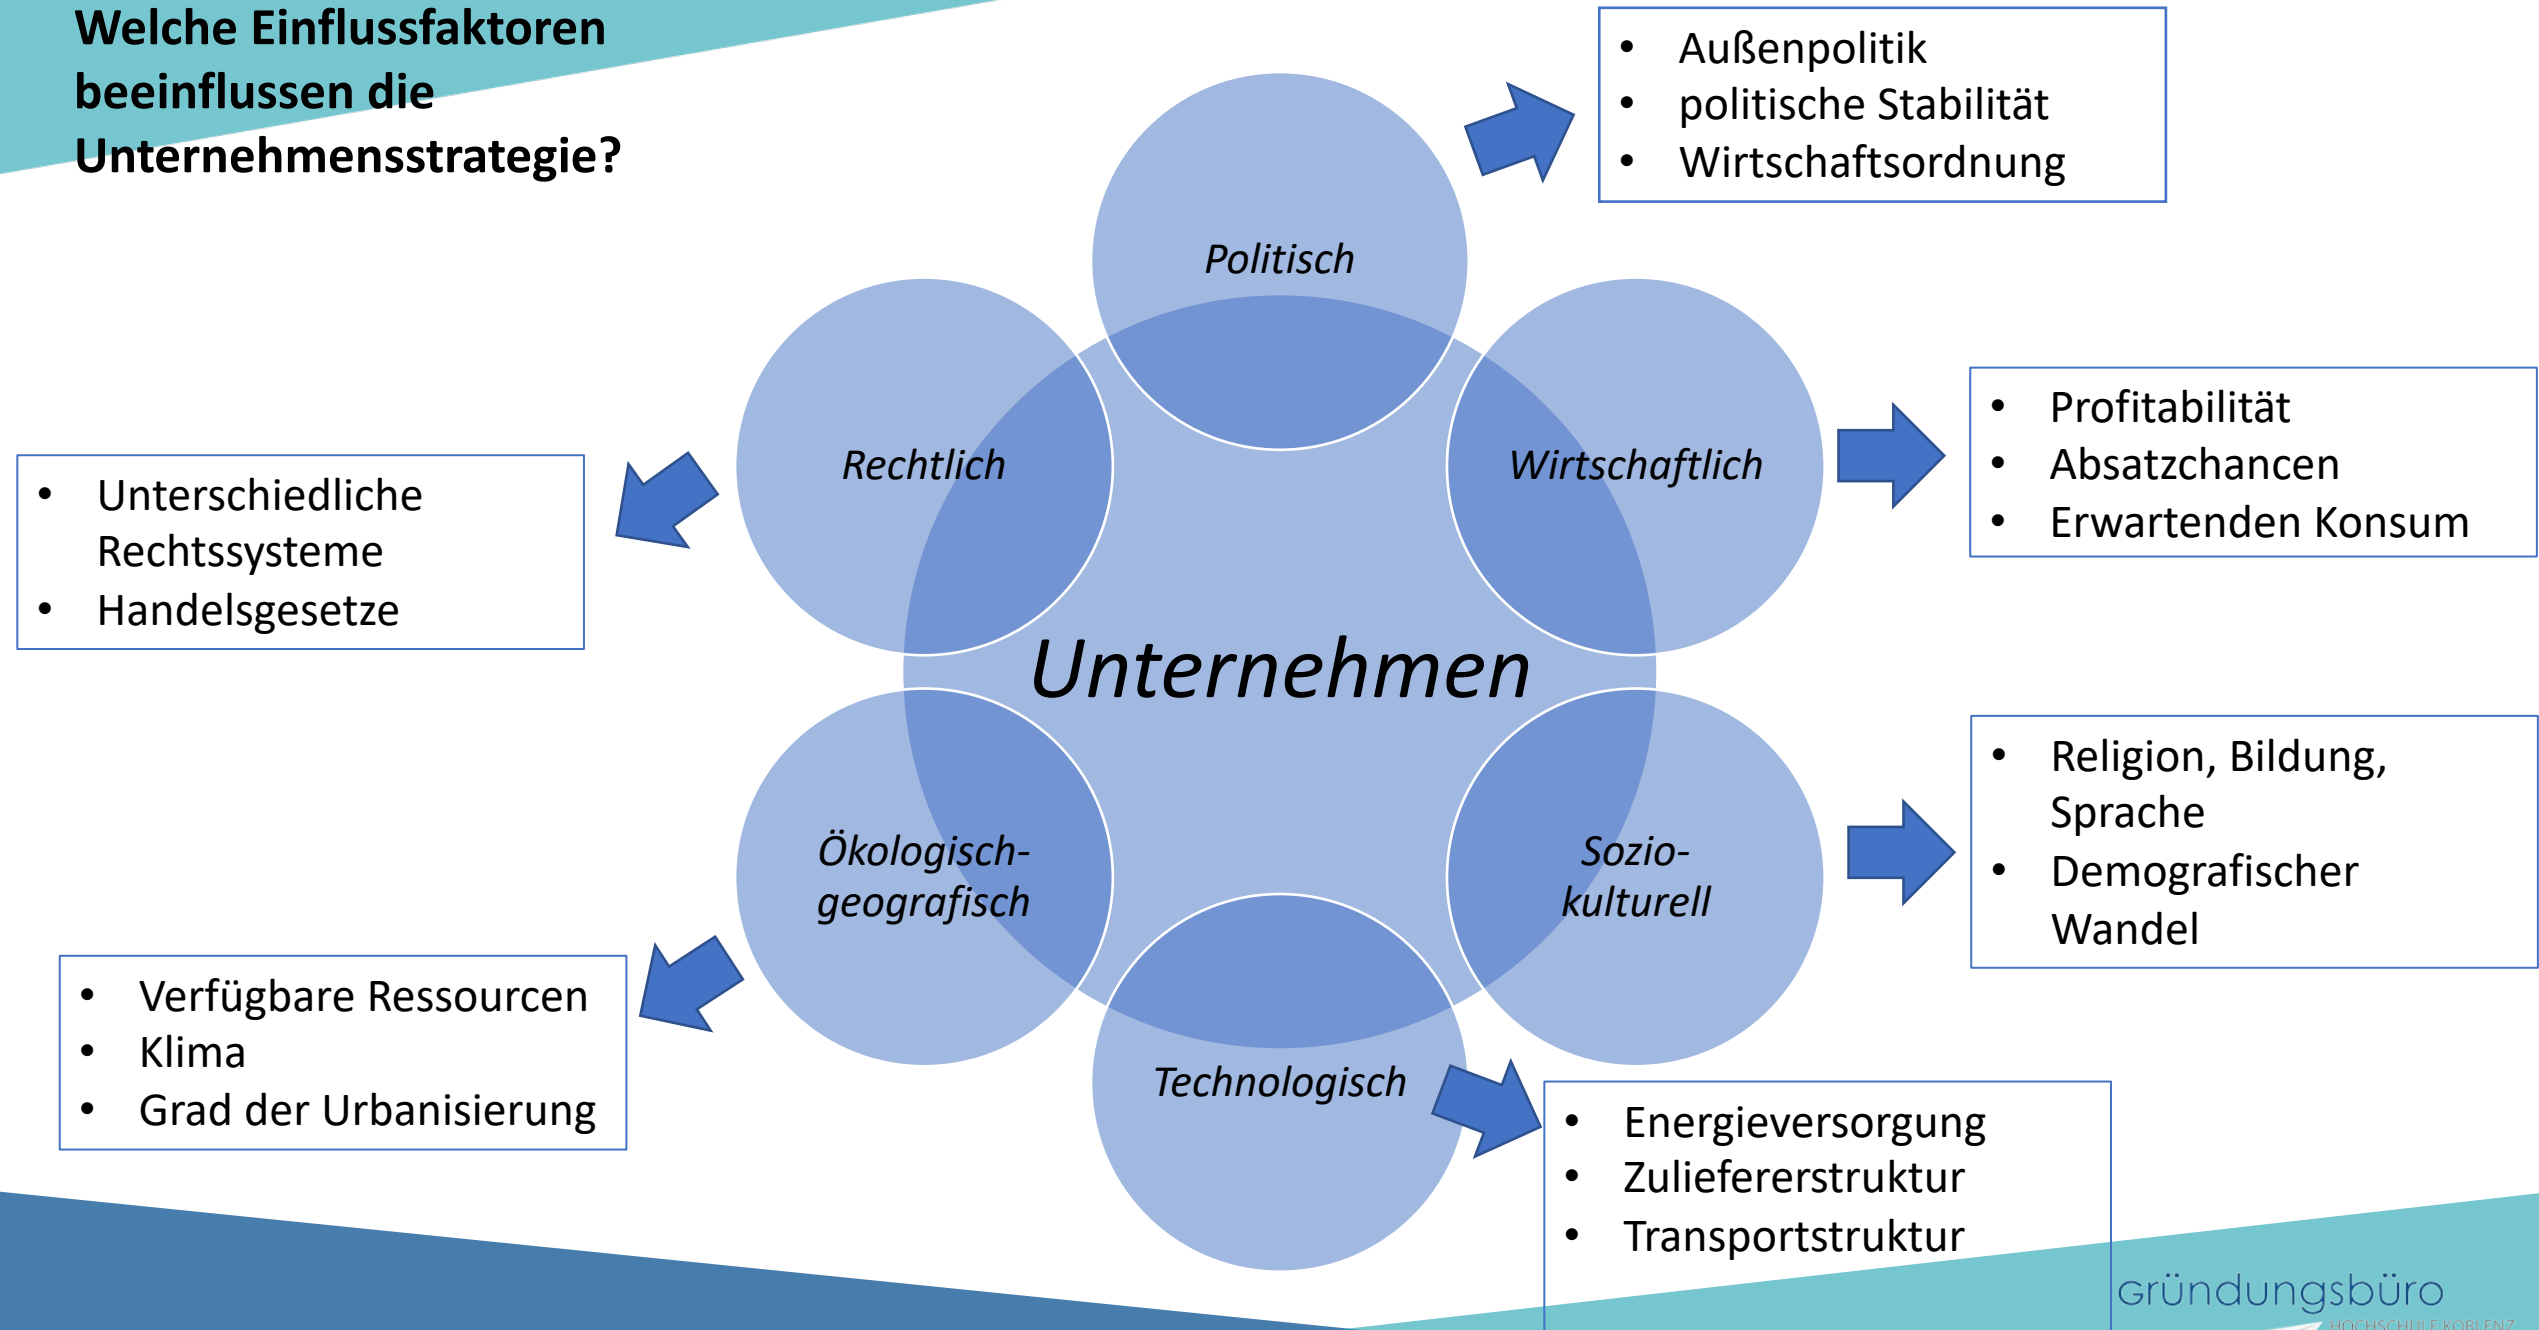 Welche Einflussfaktoren
beeinflussen die
Unternehmensstrategie?
• Außenpolitik
• politische Stabilität
• Wirtschaftsordnung
Politisch
Rechtlich
Wirtschaftlich
• Profitabilität
• Absatzchancen
• Erwartenden Konsum
• Unterschiedliche
Rechtssysteme
• Handelsgesetze
Unternehmen
• Religion, Bildung,
Sprache
• Demografischer
Wandel
Ökologisch-
geografisch
Sozio-
kulturell
• Verfügbare Ressourcen
• Klima
• Grad der Urbanisierung
Technologisch
• Energieversorgung
• Zuliefererstruktur
• Transportstruktur
Gründungsbüro
HOCHSCHULE KOBLENZ